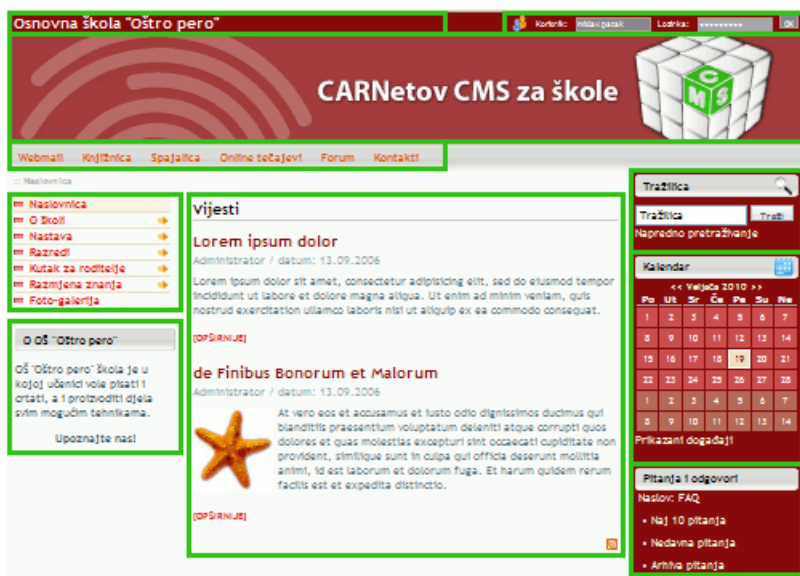 Osnovna škola "Oštro pero"
Korisnik:
Lozinka: •••••••••
OK
CARNetov CMS za škole
CMS
Webmail Knjižnica Spajalica Online tečajevi Forum Kontakti
:: Naslovnica
Naslovnica
O školi
Nastava
Razredi
Kutak za roditelje
Razmjena znanja
Foto-galerija
O OŠ "Oštro pero"
OŠ "Oštro pero" škola je u
kojoj učenici vole pisati i
crtati, a i proizvoditi djela
svim mogućim tehnikama.
Upoznajte nas!
Vijesti
Lorem ipsum dolor
Administrator / datum: 13.09.2006
Lorem ipsum dolor sit amet, consectetur adipisicing elit, sed do eiusmod tempor
incididunt ut labore et dolore magna aliqua. Ut enim ad minim veniam, quis
nostrud exercitation ullamco laboris nisi ut aliquip ex ea commodo consequat.
[OPŠIRNIJE]
de Finibus Bonorum et Malorum
Administrator / datum: 13.09.2006
At vero eos et accusamus et iusto odio dignissimos ducimus qui
blanditiis praesentium voluptatum deleniti atque corrupti quos
dolores et quas molestias excepturi sint occaecati cupiditate non
provident, similique sunt in culpa qui officia deserunt mollitia
animi, id est laborum et dolorum fuga. Et harum quidem rerum
facilis est et expedita distinctio.
[OPŠIRNIJE]
Tražilica
Tražilica Traži
Napredno pretraživanje
Kalendar
<< Veljača 2010 >>
Po Ut Sr Če Pe Su Ne
1 2 3 4 5 6 7
8 9 10 11 12 13 14
15 16 17 18 19 20 21
22 23 24 25 26 27 28
1 2 3 4 5 6 7
8 9 10 11 12 13 14
Prikazani događaji
Pitanja i odgovori
Naslov: FAQ
• Naj 10 pitanja
• Nedavna pitanja
• Arhiva pitanja